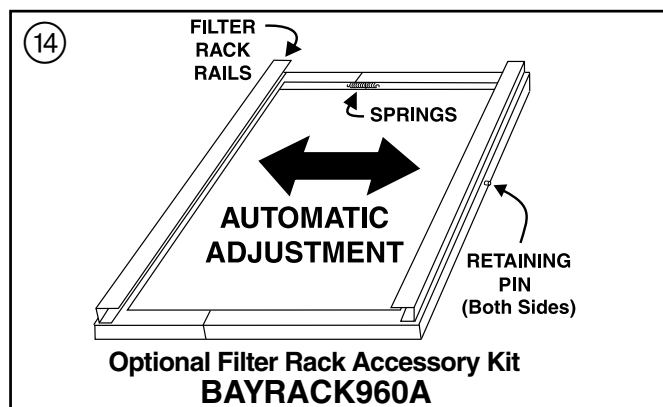 14
FILTER
RACK
RAILS
SPRINGS
AUTOMATIC
ADJUSTMENT
RETAINING
PIN
(Both Sides)
Optional Filter Rack Accessory Kit
BAYRACK960A